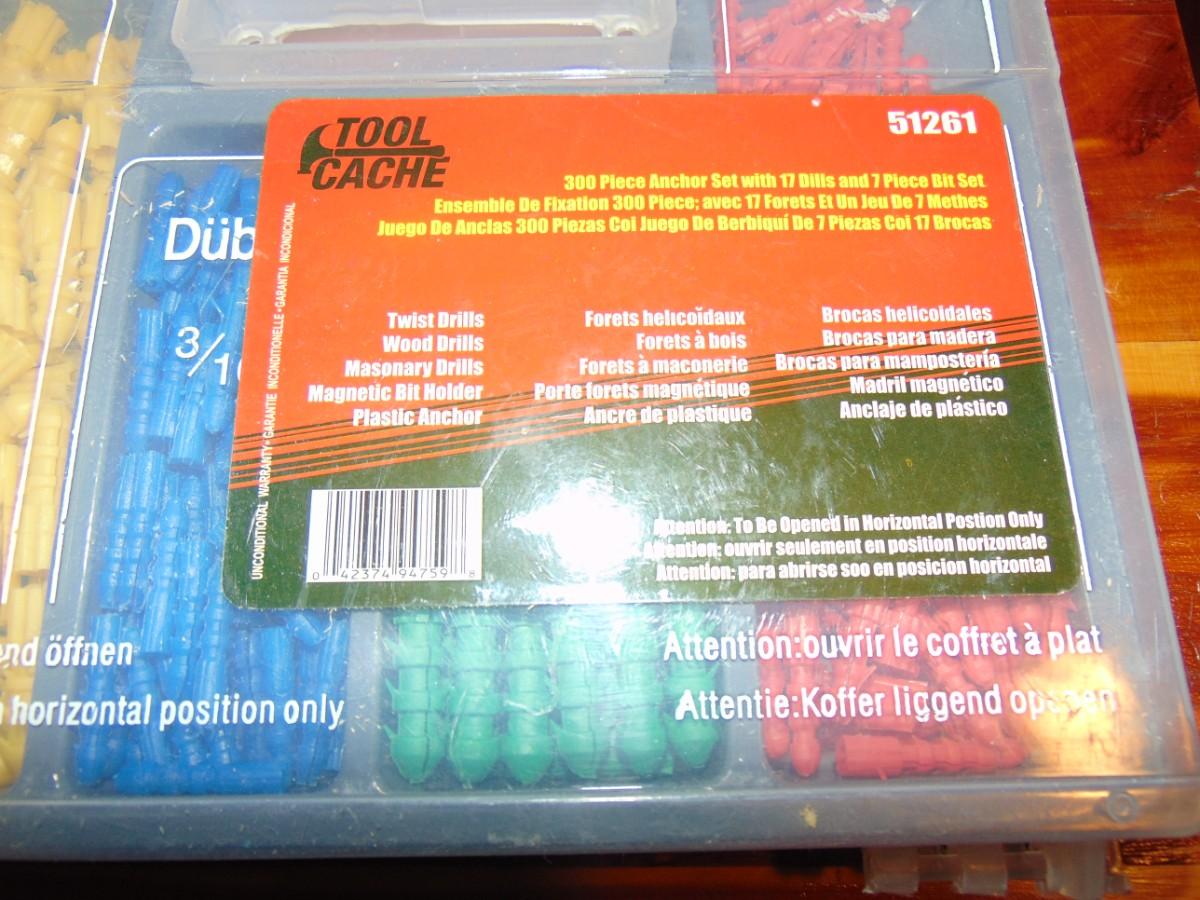 TOOL
CACHE
51261
300 Piece Anchor Set with 17 Dills and 7 Piece Bit Set
Ensemble De Fixation 300 Piece; avec 17 Forets Et Un Jeu De 7 Methes
Juego De Anclas 300 Piezas Coi Juego De Berbiquí De 7 Piezas Coi 17 Brocas
Twist Drills
Wood Drills
Masonary Drills
Magnetic Bit Holder
Plastic Anchor
Forets helicoïdaux
Forets à bois
Forets à maconerie
Porte forets magnétique
Ancre de plastique
Brocas helicoidales
Brocas para madera
Brocas para mampostería
Madril magnético
Anclaje de plástico
UNCONDITIONAL WARRANTY•GARANTIE INCONDITIONELLE•GARANTIA INCONDICIONAL
0 42374 94759 8
Attention: To Be Opened in Horizontal Postion Only
Attention: ouvrir seulement en position horizontale
Attention: para abrirse soo en posicion horizontal
Düb
3/16
end öffnen
horizontal position only
Attention:ouvrir le coffret à plat
Attentie:Koffer liggend openen